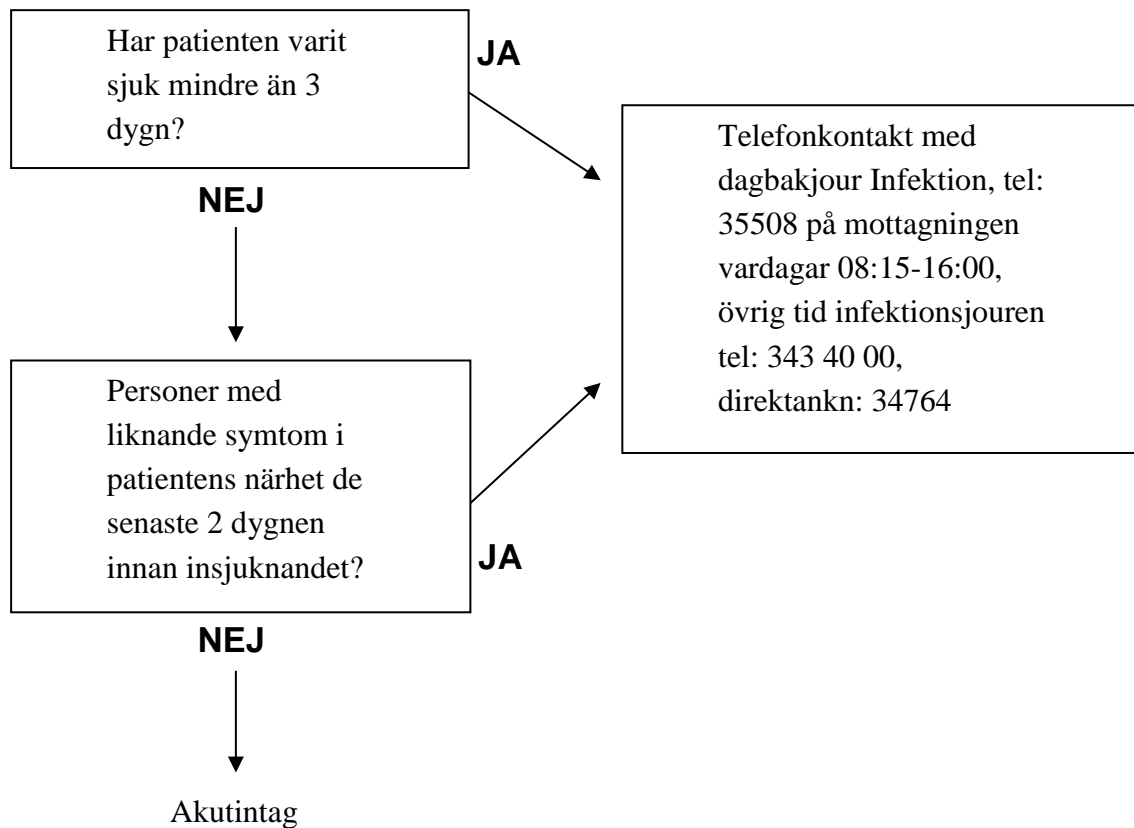 Har patienten varit
sjuk mindre än 3
dygn?
JA
NEJ
Telefonkontakt med
dagbakjour Infektion, tel:
35508 på mottagningen
vardagar 08:15-16:00,
övrig tid infektionsjouren
tel: 343 40 00,
direktankn: 34764
Personer med
liknande symtom i
patientens närhet de
senaste 2 dygnen
innan insjuknandet?
JA
NEJ
Akutintag